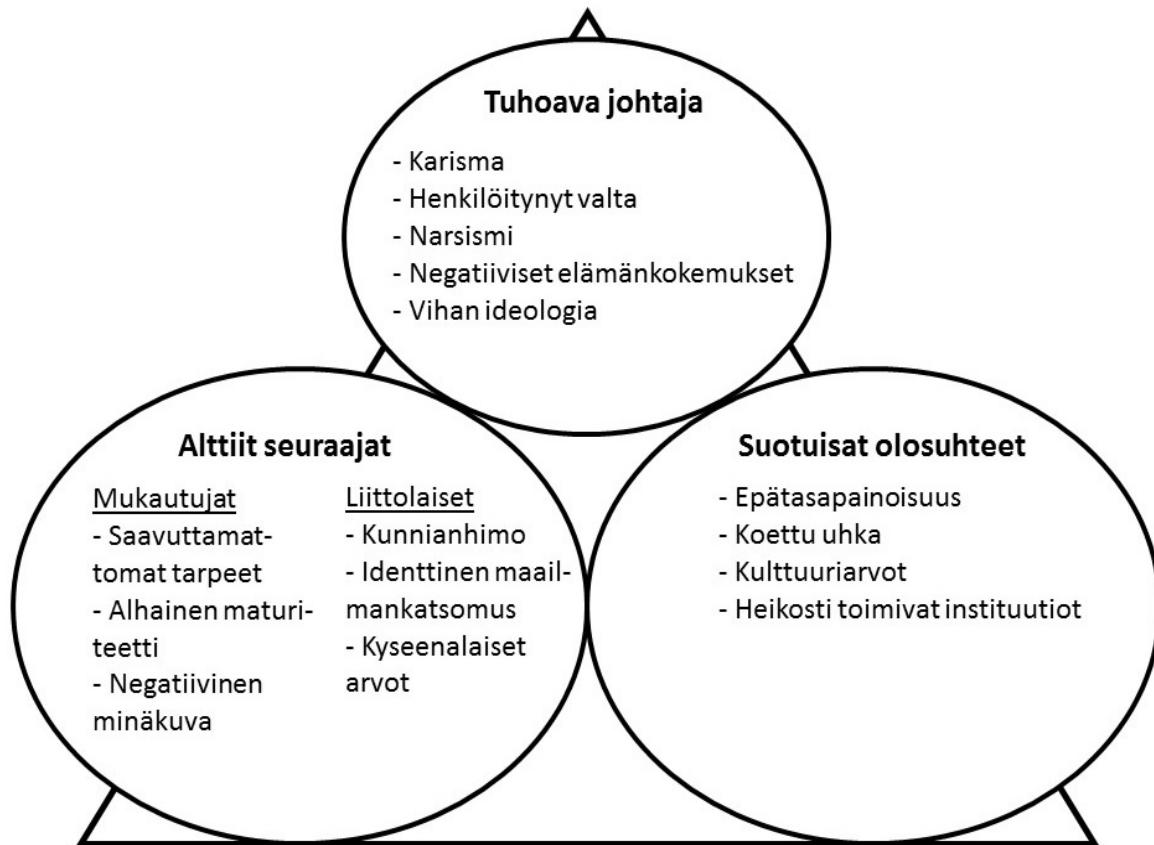 Tuhoava johtaja
- Karisma
- Henkilöitynyt valta
- Narsismi
- Negatiiviset elämänkokemukset
- Vihan ideologia
Alttiit seuraajat
Mukautujat
- Saavuttamat-
tomat tarpeet
- Alhainen maturi-
teetti
- Negatiivinen
minäkuva
Liittolaiset
- Kunnianhimo
- Identtinen maail-
mankatsomus
- Kyseenalaiset
arvot
Suotuisat olosuhteet
- Epätasapainoisuus
- Koettu uhka
- Kulttuuriarvot
- Heikosti toimivat instituutiot